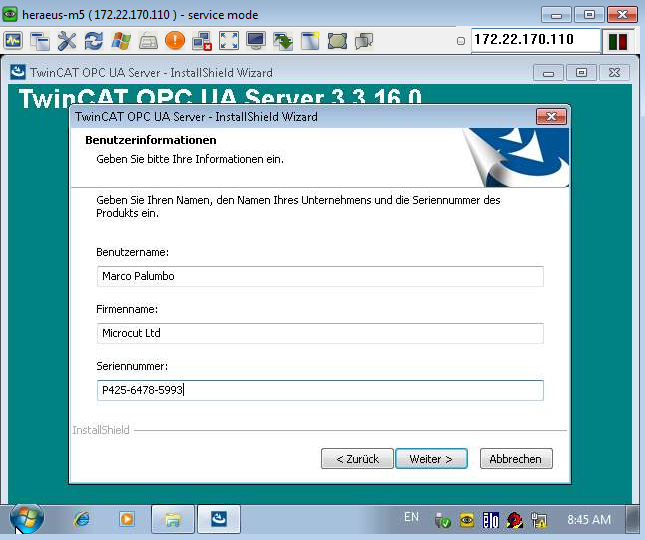 heraeus-m5 ( 172.22.170.110 ) - service mode
172.22.170.110
TwinCAT OPC UA Server - InstallShield Wizard
TwinCAT OPC UA Server 3.3.16.0
TwinCAT OPC UA Server - InstallShield Wizard
Benutzerinformationen
Geben Sie bitte Ihre Informationen ein.
Geben Sie Ihren Namen, den Namen Ihres Unternehmens und die Seriennummer des
Produkts ein.
Benutzername:
Marco Palumbo
Firmenname:
Microcut Ltd
Seriennummer:
P425-6478-5993
InstallShield
< Zurück
Weiter >
Abbrechen
EN
8:45 AM